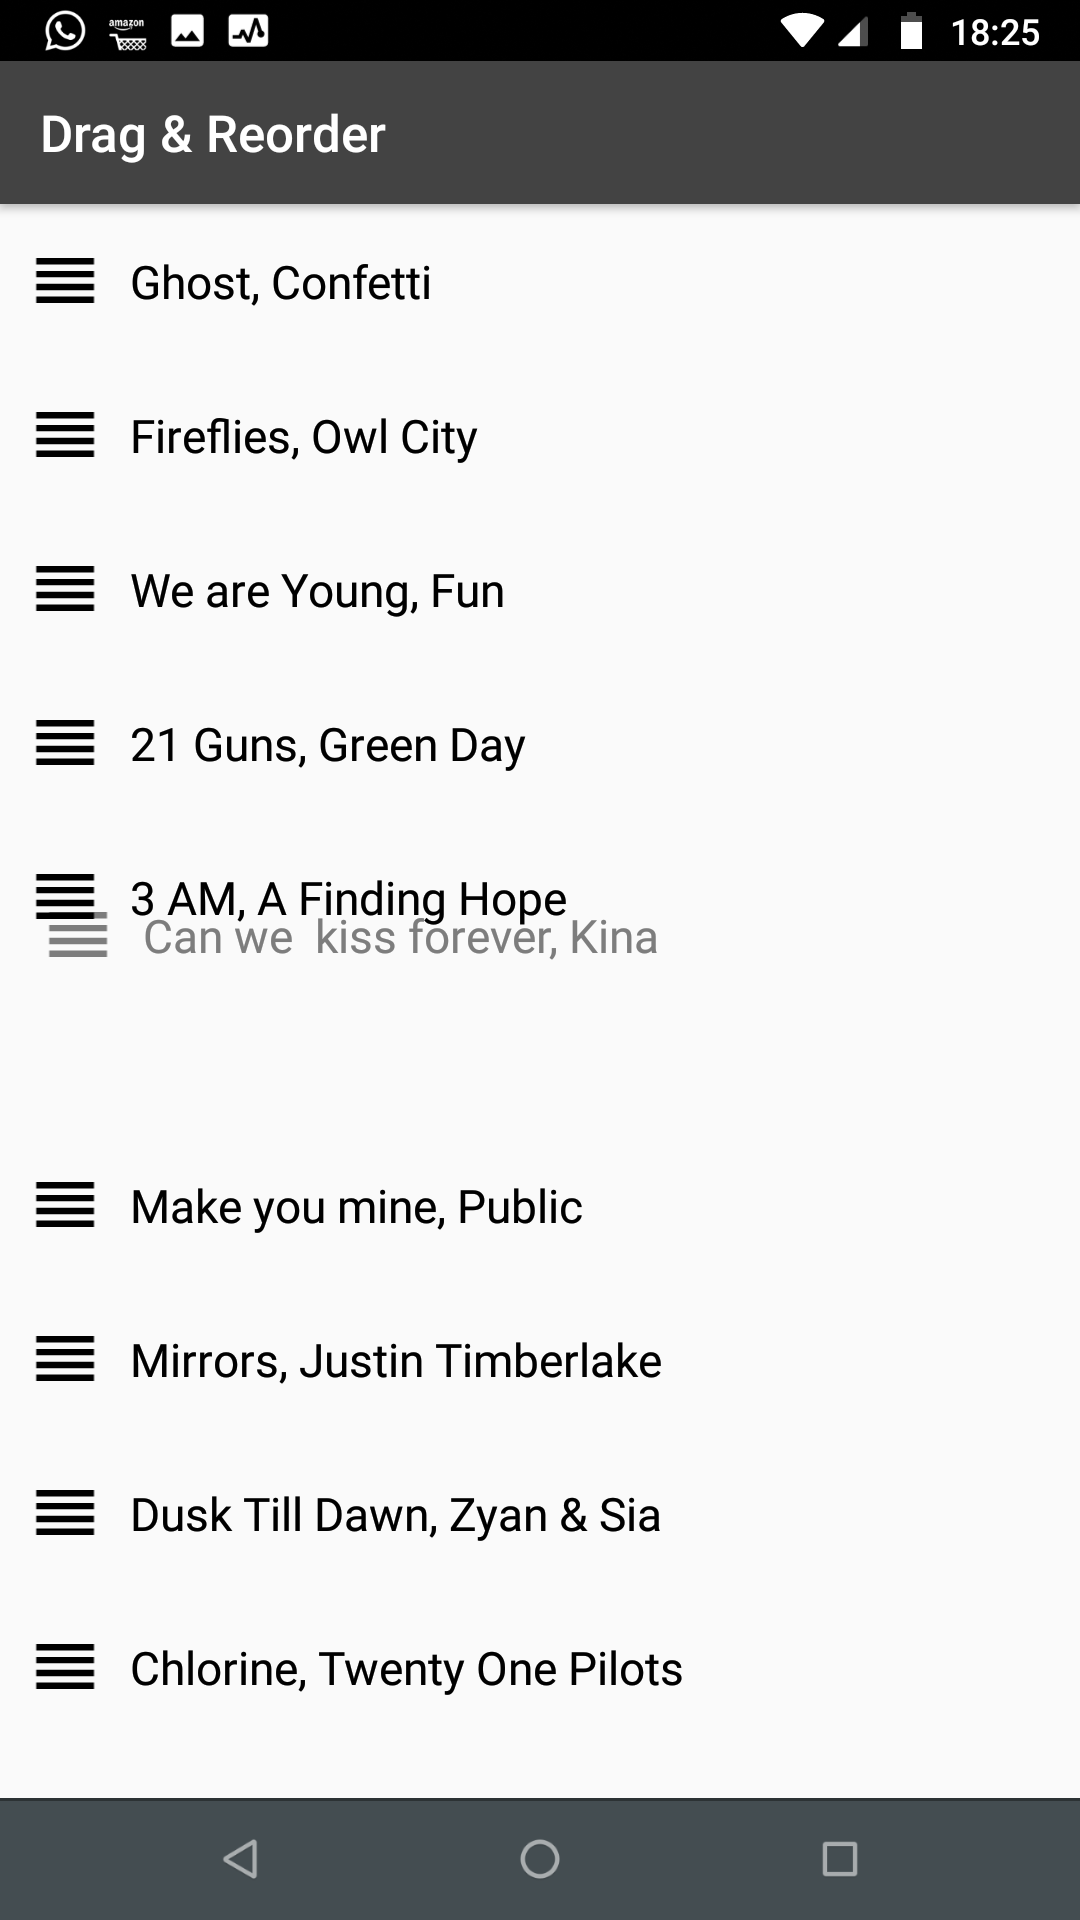 amazon
18:25
Drag & Reorder
Ghost, Confetti
Fireflies, Owl City
We are Young, Fun
21 Guns, Green Day
3 AM, A Finding Hope
Can we  kiss forever, Kina
Make you mine, Public
Mirrors, Justin Timberlake
Dusk Till Dawn, Zyan & Sia
Chlorine, Twenty One Pilots